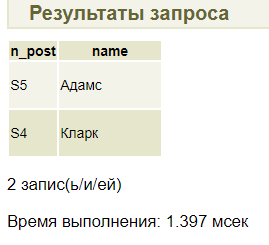 Результаты запроса
n_post name
S5 Адамс
S4 Кларк
2 запис(ь/и/ей)
Время выполнения: 1.397 мсек